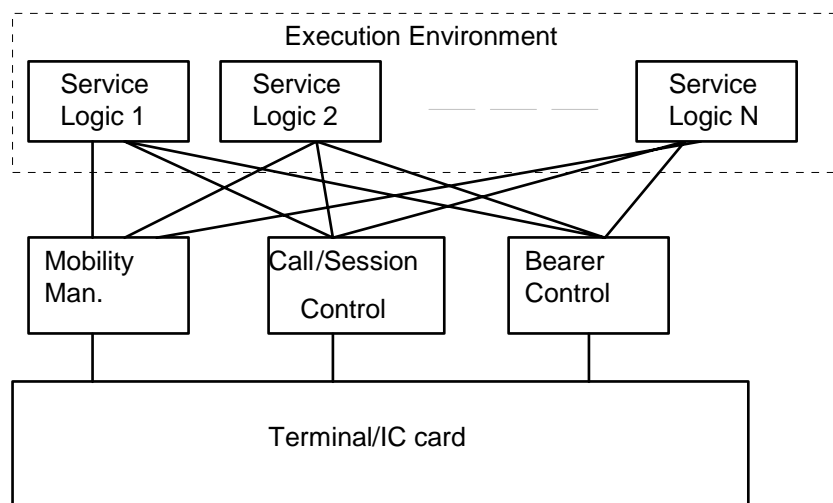 Execution Environment
Service
Logic 1
Service
Logic 2
Service
Logic N
Mobility
Man.
Call/Session
Control
Bearer
Control
Terminal/IC card